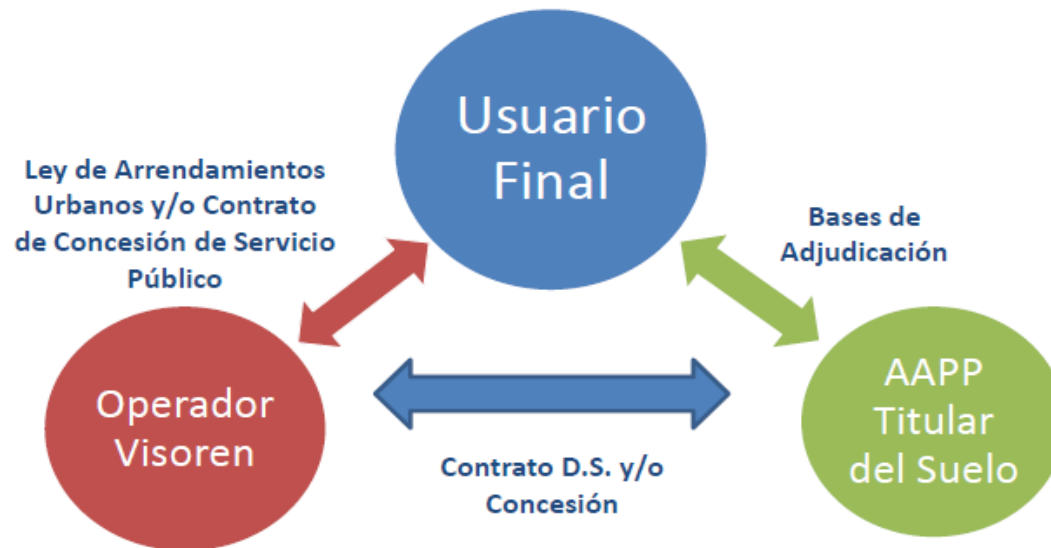 Usuario
Final
Ley de Arrendamientos
Urbanos y/o Contrato
de Concesión de Servicio
Público
Bases de
Adjudicación
Operador
Visoren
AAPP
Titular
del Suelo
Contrato D.S. y/o
Concesión